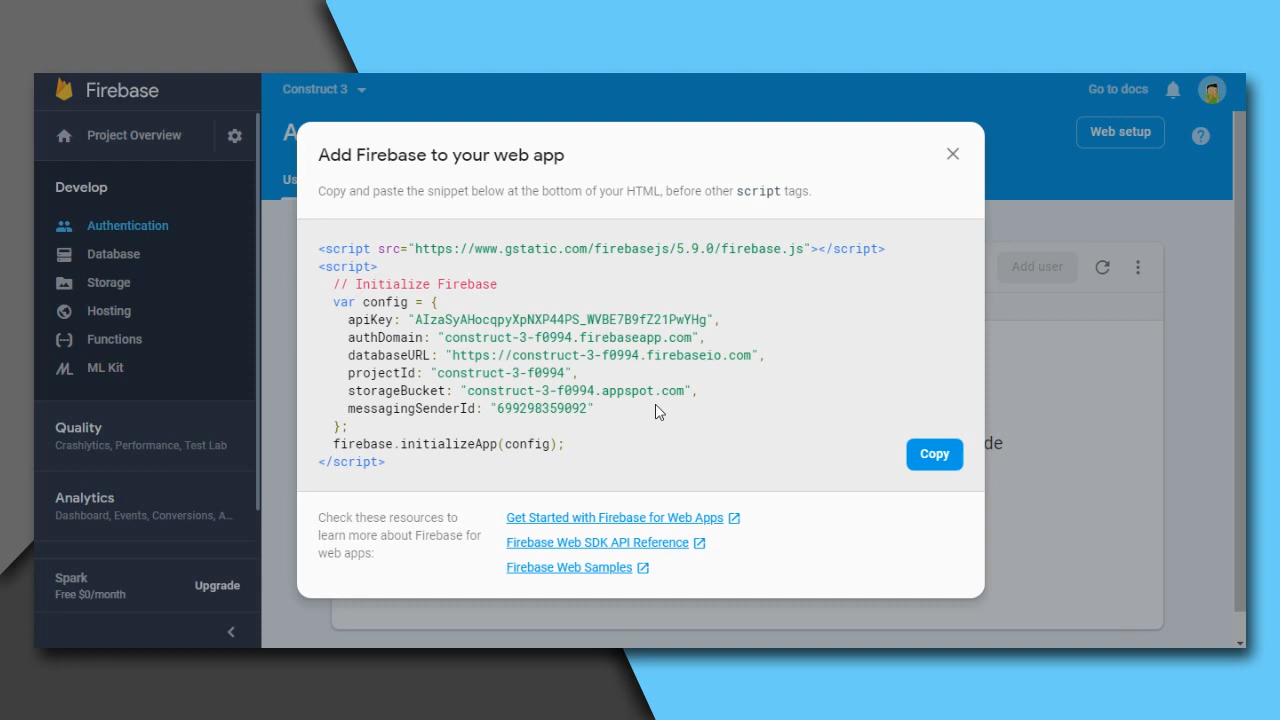 Firebase
Construct 3
Go to docs
Project Overview
Web setup
Develop
Authentication
Database
Storage
Hosting
Functions
ML Kit
Quality
Crashlytics, Performance, Test Lab
Analytics
Dashboard, Events, Conversions, A...
Spark
Free $0/month
Upgrade
A
Us
Add user
de
Add Firebase to your web app
Copy and paste the snippet below at the bottom of your HTML, before other script tags.
<script src="https://www.gstatic.com/firebasejs/5.9.0/firebase.js"></script>
<script>
// Initialize Firebase
var config = {
apiKey: "AIzaSyAHocqpyXpNXP44PS_WVBE7B9fZ21PwYHg",
authDomain: "construct-3-f0994.firebaseapp.com",
databaseURL: "https://construct-3-f0994.firebaseio.com",
projectId: "construct-3-f0994",
storageBucket: "construct-3-f0994.appspot.com",
messagingSenderId: "699298359092"
};
firebase.initializeApp(config);
</script>
Copy
Check these resources to
learn more about Firebase for
web apps:
Get Started with Firebase for Web Apps
Firebase Web SDK API Reference
Firebase Web Samples